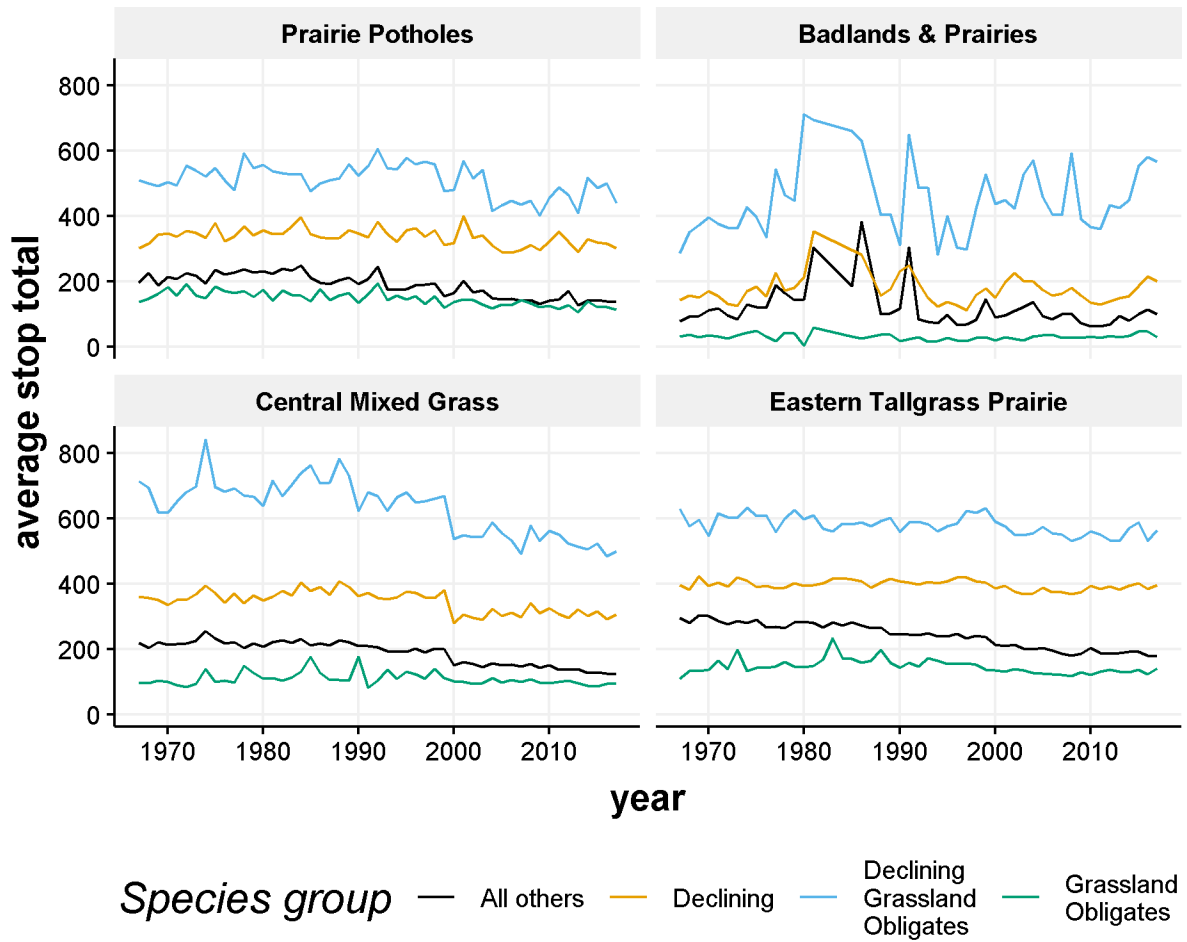 Prairie Potholes
Badlands & Prairies
800
600
400
200
0
Central Mixed Grass
Eastern Tallgrass Prairie
800
600
400
200
0
average stop total
1970 1980 1990 2000 2010
1970 1980 1990 2000 2010
year
Species group
All others
Declining
Declining
Grassland
Obligates
Grassland
Obligates